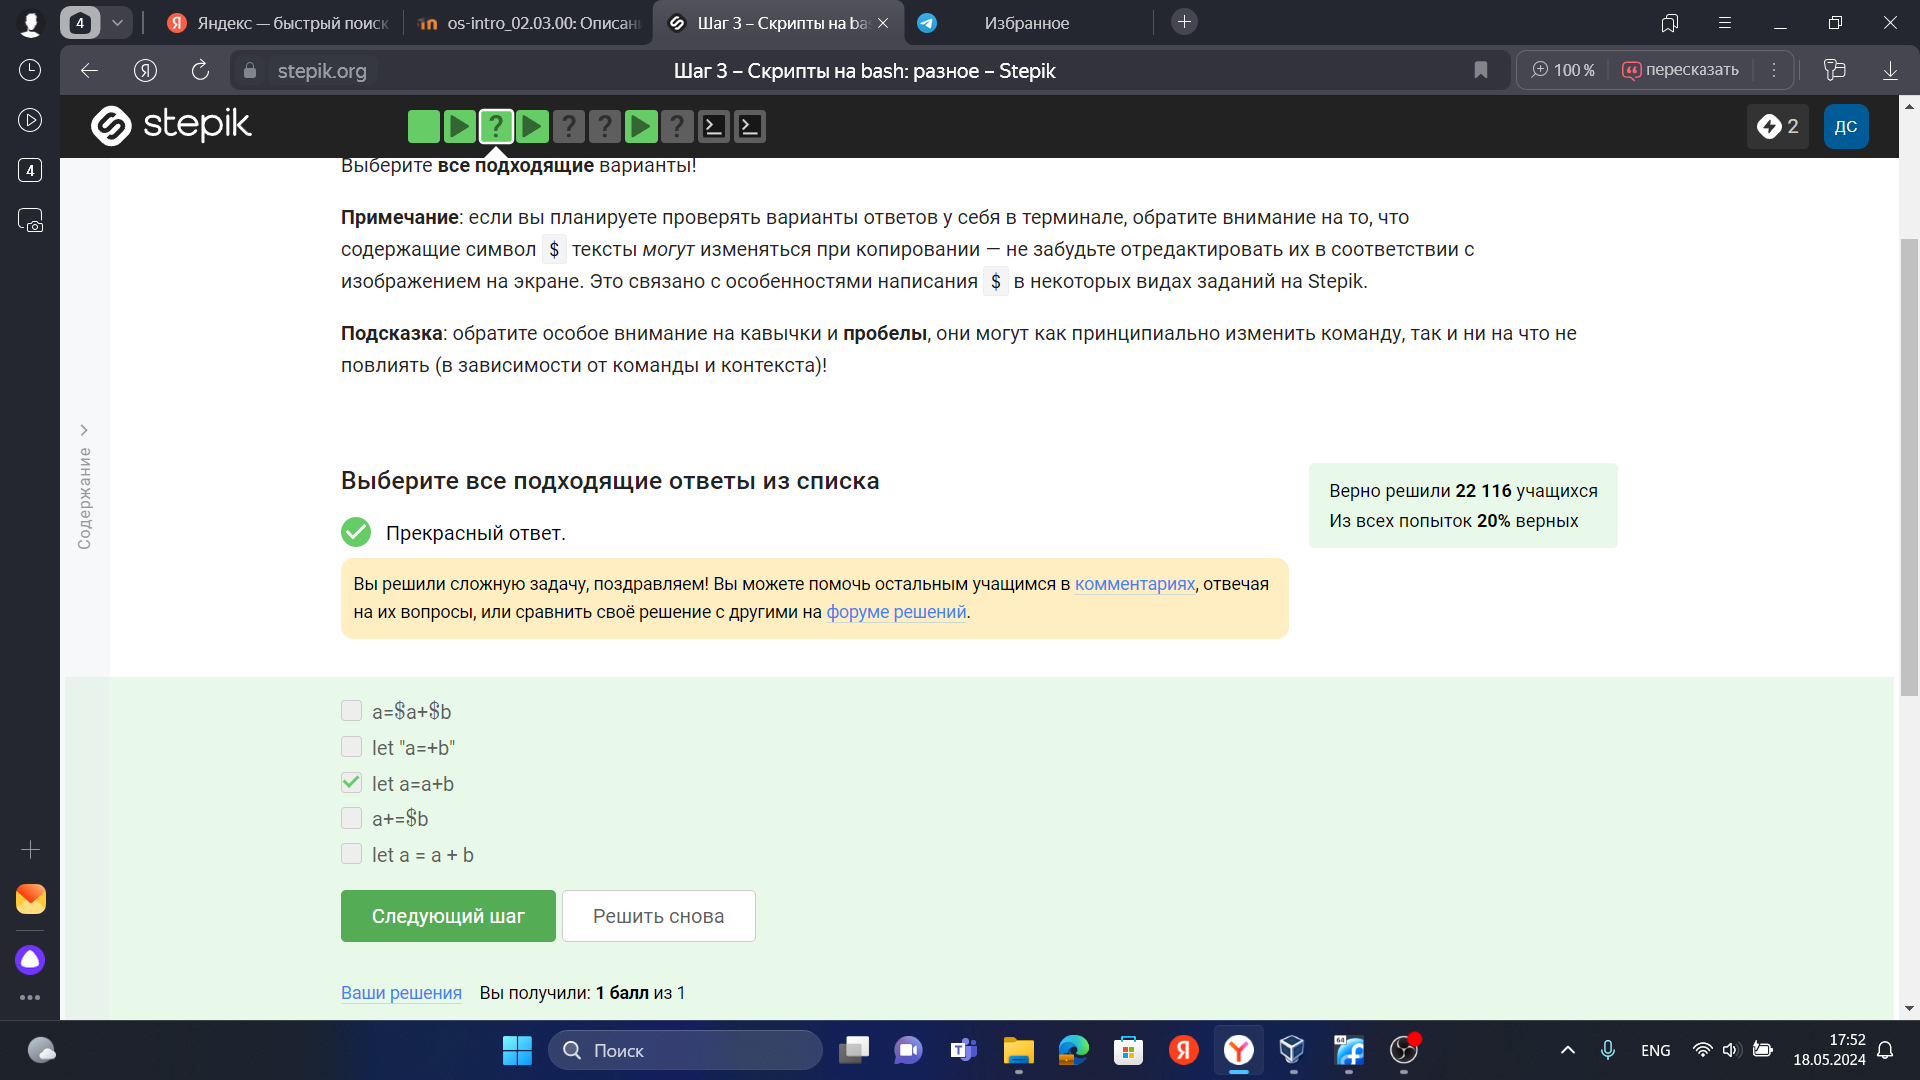 4
Яндекс — быстрый поиск
os-intro_02.03.00: Описан
Шаг 3 – Скрипты на ba
Избранное
stepik.org
Шаг 3 – Скрипты на bash: разное – Stepik
100 %
пересказать
stepik
2
ДС
4
Содержание
Выберите все подходящие варианты!
Примечание: если вы планируете проверять варианты ответов у себя в терминале, обратите внимание на то, что
содержащие символ $ тексты могут изменяться при копировании — не забудьте отредактировать их в соответствии с
изображением на экране. Это связано с особенностями написания $ в некоторых видах заданий на Stepik.
Подсказка: обратите особое внимание на кавычки и пробелы, они могут как принципиально изменить команду, так и ни на что не
повлиять (в зависимости от команды и контекста)!
Выберите все подходящие ответы из списка
Верно решили 22 116 учащихся
Из всех попыток 20% верных
Прекрасный ответ.
Вы решили сложную задачу, поздравляем! Вы можете помочь остальным учащимся в комментариях, отвечая
на их вопросы, или сравнить своё решение с другими на форуме решений.
a=$a+$b
let "a=+b"
let a=a+b
a+=$b
let a = a + b
Следующий шаг
Решить снова
Ваши решения
Вы получили: 1 балл из 1
Поиск
64
ENG
17:52
18.05.2024